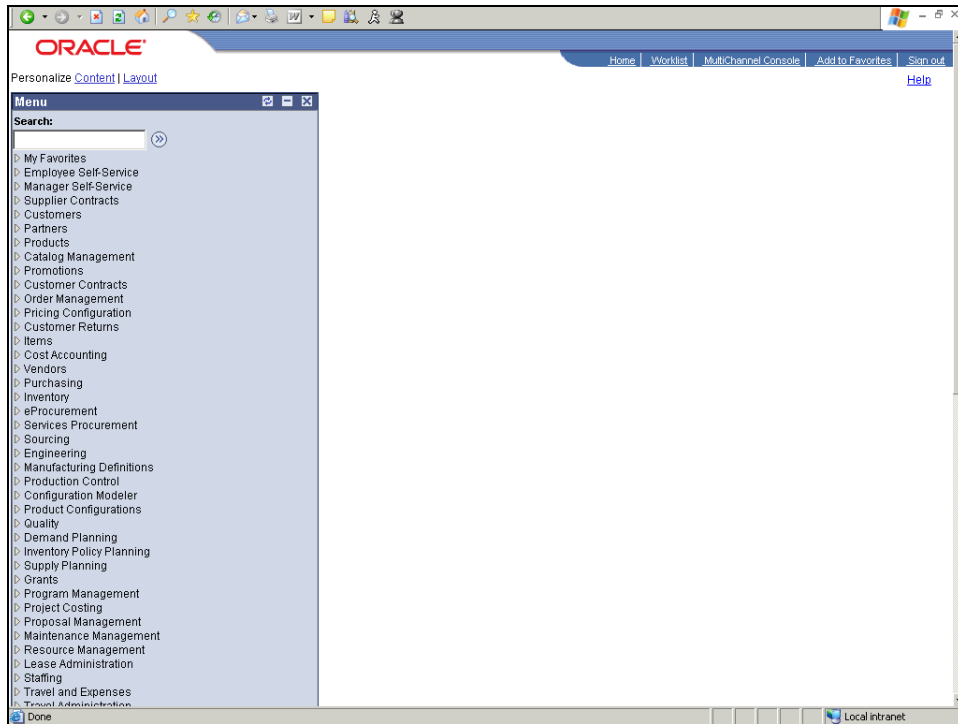 ORACLE'
Home Worklist MultiChannel Console Add to Favorites Sign out
Personalize Content | Layout
Help
Menu
Search:
My Favorites
Employee Self-Service
Manager Self-Service
Supplier Contracts
Customers
Partners
Products
Catalog Management
Promotions
Customer Contracts
Order Management
Pricing Configuration
Customer Returns
Items
Cost Accounting
Vendors
Purchasing
Inventory
eProcurement
Services Procurement
Sourcing
Engineering
Manufacturing Definitions
Production Control
Configuration Modeler
Product Configurations
Quality
Demand Planning
Inventory Policy Planning
Supply Planning
Grants
Program Management
Project Costing
Proposal Management
Maintenance Management
Resource Management
Lease Administration
Staffing
Travel and Expenses
Travel Administration
Done
Local intranet